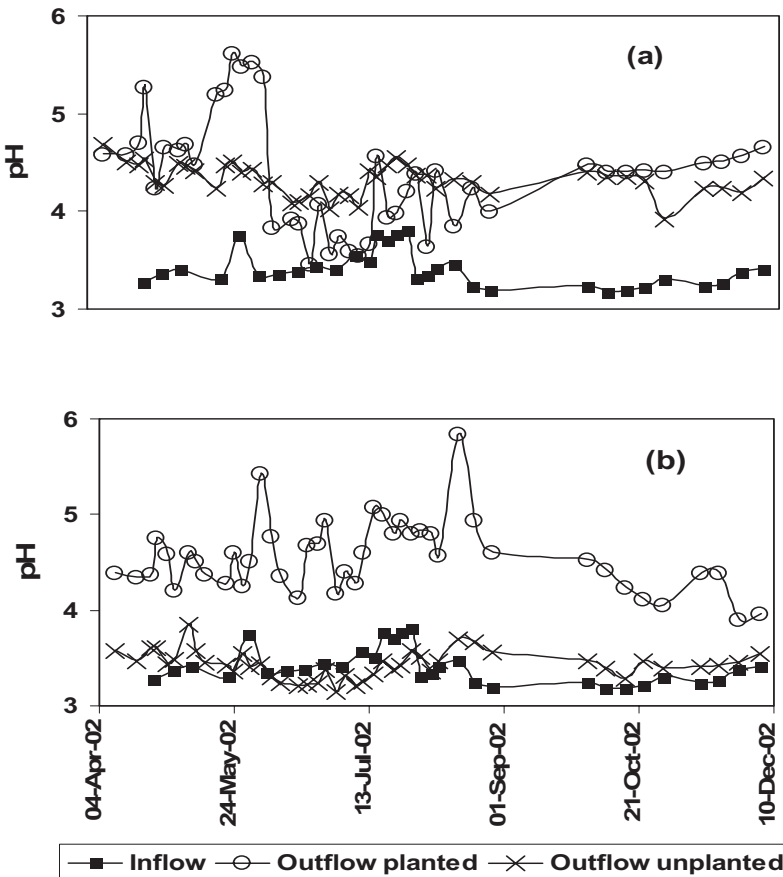 6
(a)
5
pH
4
3
6
(b)
5
pH
4
3
04-Apr-02
24-May-02
13-Jul-02
01-Sep-02
21-Oct-02
10-Dec-02
Inflow Outflow planted Outflow unplanted